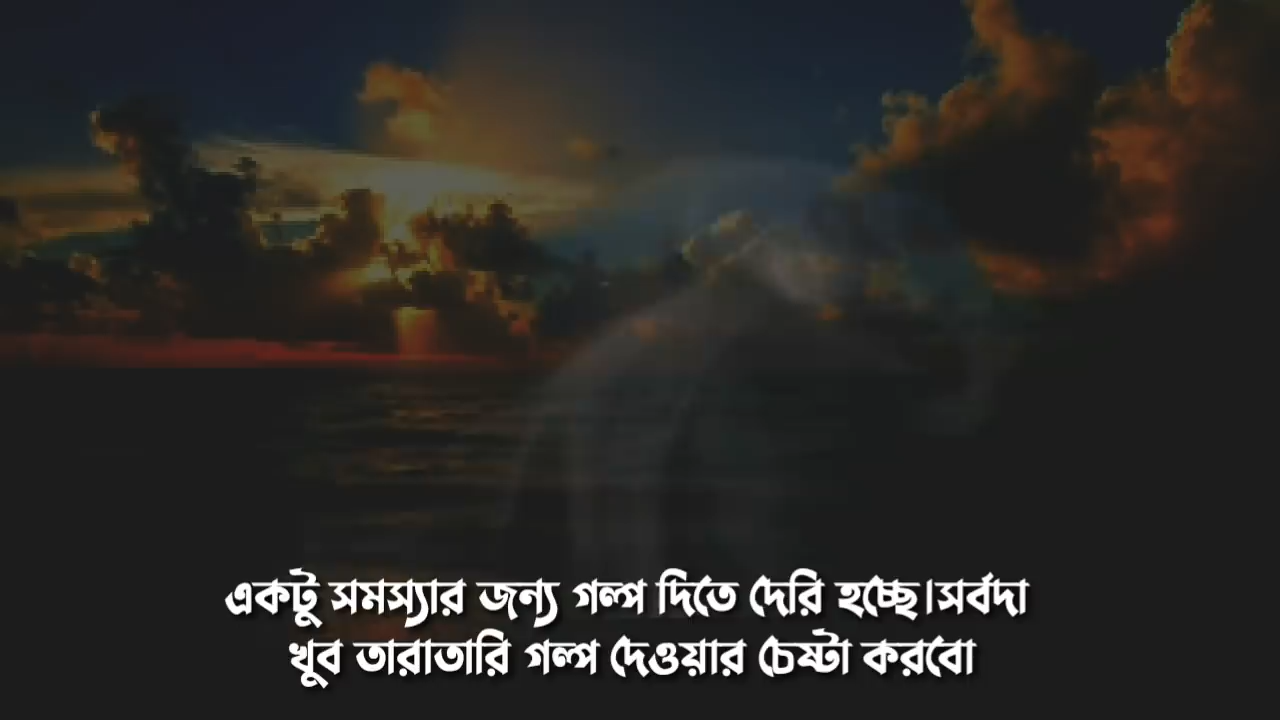 একটু সমস্যার জন্য গল্প দিতে দেরি হচ্ছে।সর্বদা
খুব তারাতারি গল্প দেওয়ার চেষ্টা করবো